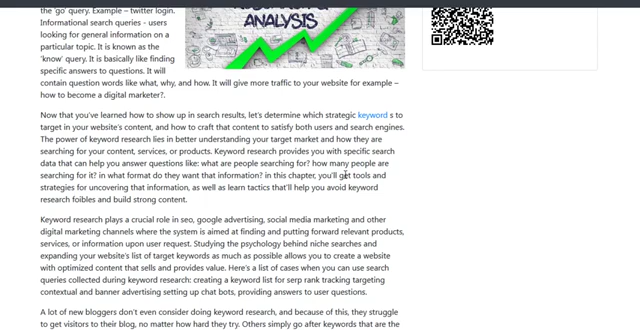 the 'go' query. Example – twitter login.
Informational search queries - users
looking for general information on a
particular topic. It is known as the
'know' query. It is basically like finding
specific answers to questions. It will
contain question words like what, why, and how. It will give more traffic to your website for example –
how to become a digital marketer?.
ANALYSIS
Now that you've learned how to show up in search results, let's determine which strategic keyword s to
target in your website's content, and how to craft that content to satisfy both users and search engines.
The power of keyword research lies in better understanding your target market and how they are
searching for your content, services, or products. Keyword research provides you with specific search
data that can help you answer questions like: what are people searching for? how many people are
searching for it? in what format do they want that information? in this chapter, you'll get tools and
strategies for uncovering that information, as well as learn tactics that'll help you avoid keyword
research foibles and build strong content.
Keyword research plays a crucial role in seo, google advertising, social media marketing and other
digital marketing channels where the system is aimed at finding and putting forward relevant products,
services, or information upon user request. Studying the psychology behind niche searches and
expanding your website's list of target keywords as much as possible allows you to create a website
with optimized content that sells and provides value. Here's a list of cases when you can use search
queries collected during keyword research: creating a keyword list for serp rank tracking targeting
contextual and banner advertising setting up chat bots, providing answers to user questions.
A lot of new bloggers don't even consider doing keyword research, and because of this, they struggle
to get visitors to their blog, no matter how hard they try. Others simply go after keywords that are the